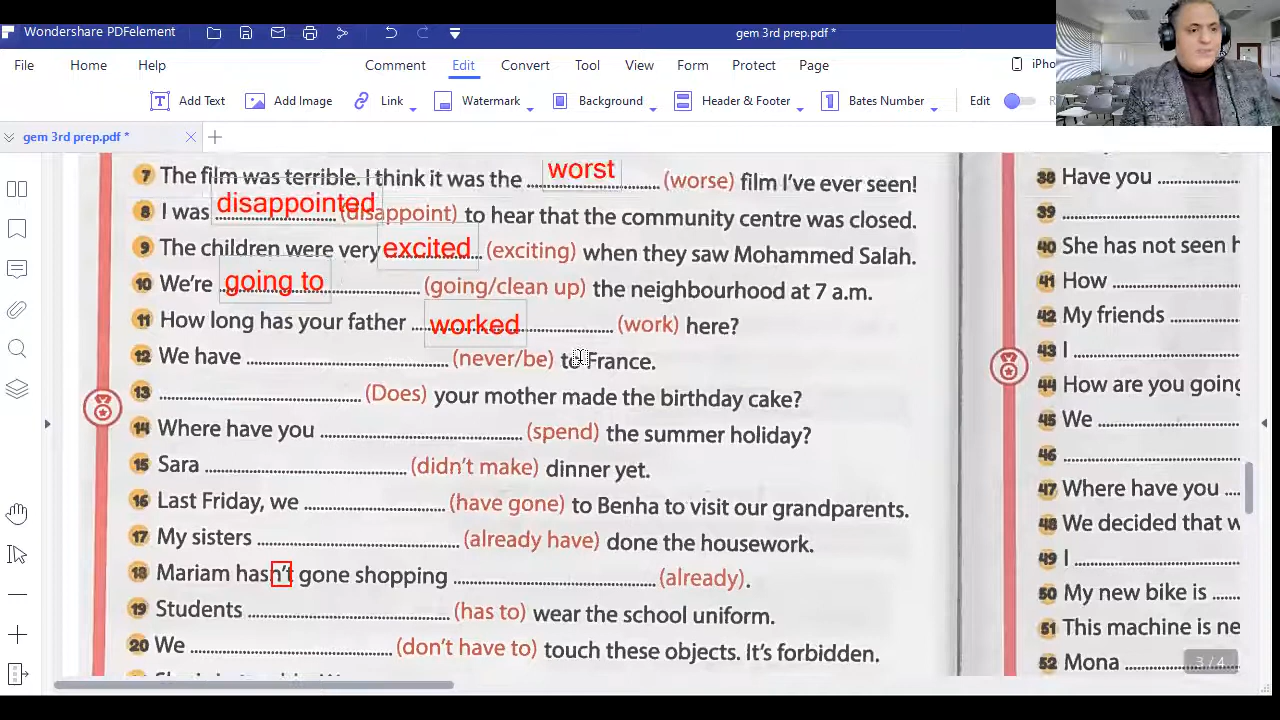 Wondershare PDFelement
gem 3rd prep.pdf *
File Home Help Comment Edit Convert Tool View Form Protect Page
Add Text Add Image Link Watermark Background Header & Footer Bates Number Edit
gem 3rd prep.pdf *
7 The film was terrible. I think it was the worst (worse) film I've ever seen!
8 I was disappointed (disappoint) to hear that the community centre was closed.
9 The children were very excited (exciting) when they saw Mohammed Salah.
10 We're going to (going/clean up) the neighbourhood at 7 a.m.
11 How long has your father worked (work) here?
12 We have ............ (never/be) to France.
13 ............ (Does) your mother made the birthday cake?
14 Where have you ............ (spend) the summer holiday?
15 Sara ............ (didn't make) dinner yet.
16 Last Friday, we ............ (have gone) to Benha to visit our grandparents.
17 My sisters ............ (already have) done the housework.
18 Mariam hasn't gone shopping ............ (already).
19 Students ............ (has to) wear the school uniform.
20 We ............ (don't have to) touch these objects. It's forbidden.
38 Have you ............
39 ............
40 She has not seen
41 How ............
42 My friends ............
43 I ............
44 How are you going
45 We ............
46 ............
47 Where have you ....
48 We decided that w
49 I ............
50 My new bike is ......
51 This machine is ne
52 Mona ............
3 / 4